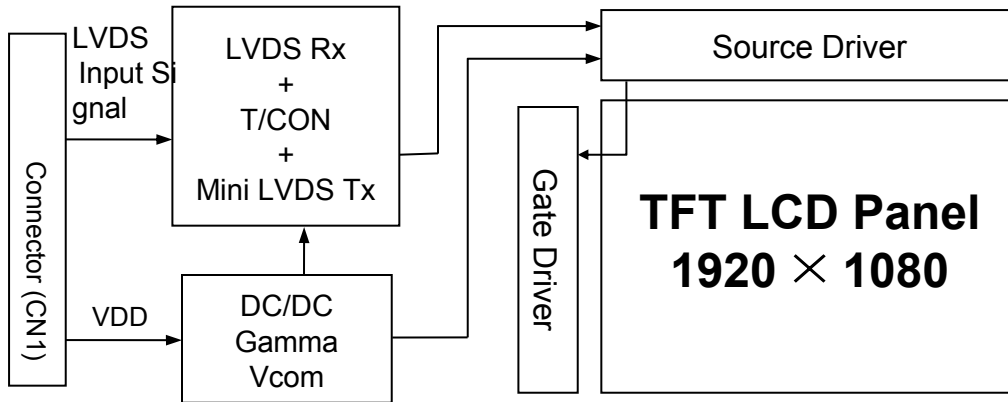 LVDS
Input Si
gnal
LVDS Rx
+
T/CON
+
Mini LVDS Tx
Source Driver
Connector (CN1)
Gate Driver
TFT LCD Panel
1920 × 1080
VDD
DC/DC
Gamma
Vcom